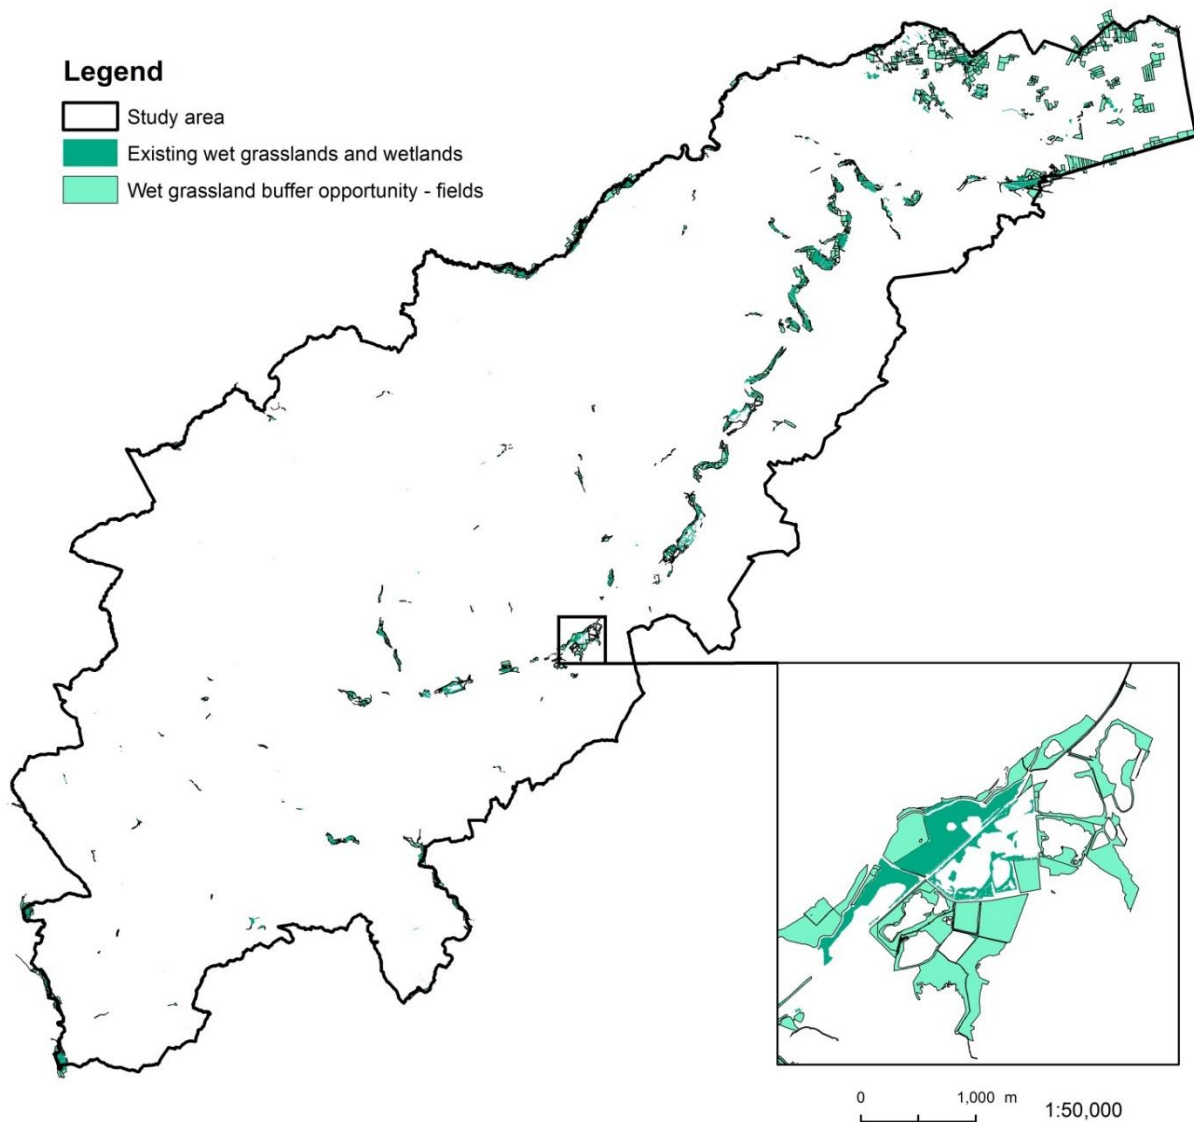 Legend
Study area
Existing wet grasslands and wetlands
Wet grassland buffer opportunity - fields
0 1,000 m
1:50,000